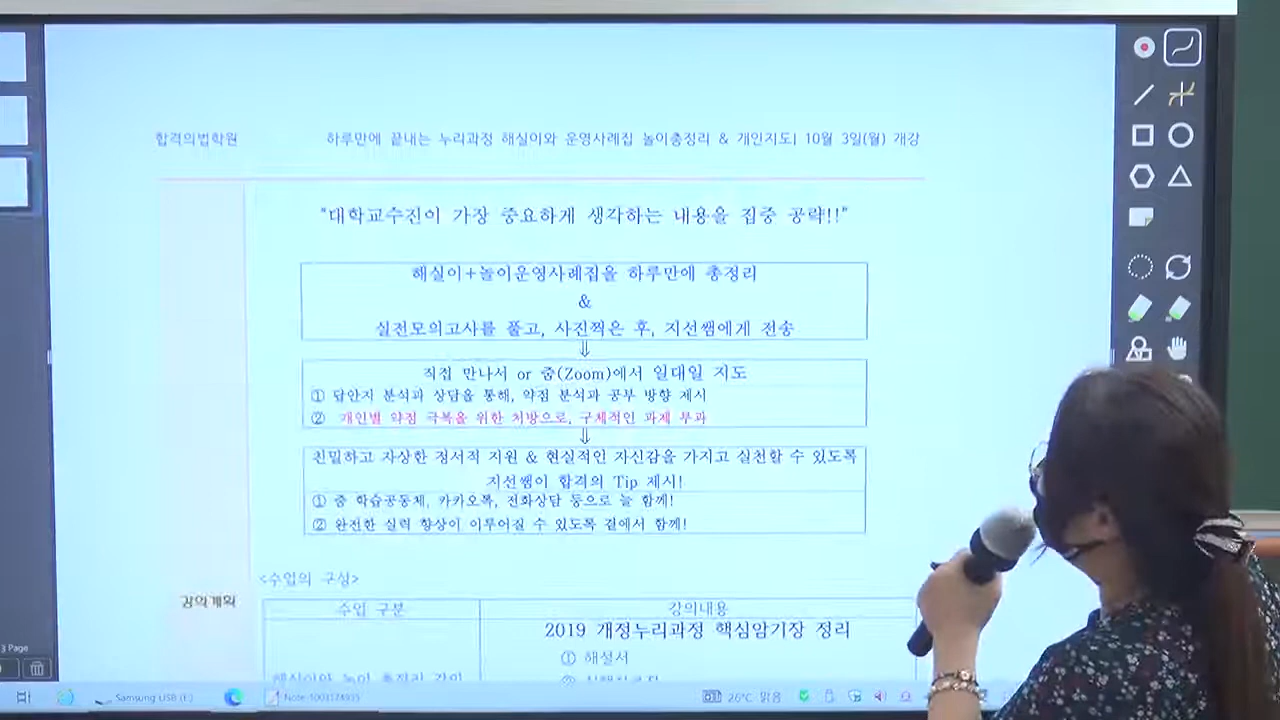 합격의법학원 하루만에 끝내는 누리과정 해실이와 운영사례집 놀이총정리 & 개인지도| 10월 3일(월) 개강
"대학교수진이 가장 중요하게 생각하는 내용을 집중 공략!!"
해실이+놀이운영사례집을 하루만에 총정리
&
실전모의고사를 풀고, 사진찍은 후, 지선쌤에게 전송
⇩
직접 만나서 or 줌(Zoom)에서 일대일 지도
① 답안지 분석과 상담을 통해, 약점 분석과 공부 방향 제시
② 개인별 약점 극복을 위한 처방으로, 구체적인 과제 부과
⇩
친밀하고 자상한 정서적 지원 & 현실적인 자신감을 가지고 실천할 수 있도록
지선쌤이 합격의 Tip 제시!
① 줌 학습공동체, 카카오톡, 전화상담 등으로 늘 함께!
② 완전한 실력 향상이 이루어질 수 있도록 곁에서 함께!
<수업의 구성>
강의계획
수업 구분 강의내용
2019 개정누리과정 핵심암기장 정리
① 해설서
3 Page
Samsung USB (E:)
Note 1003174935
26°C 맑음